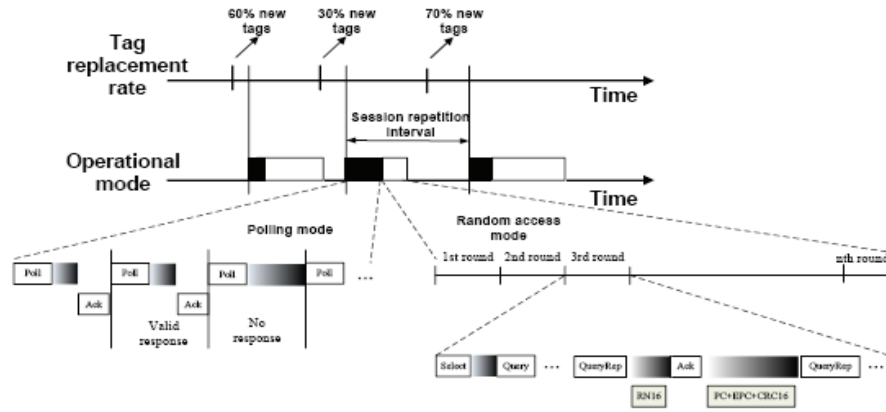 60% new
tags
30% new
tags
70% new
tags
Tag
replacement
rate
Time
Session repetition
interval
Operational
mode
Time
Polling mode
Random access
mode
1st round
2nd round
3rd round
nth round
Poll
Poll
Poll
Poll
...
Ack
Ack
Valid
response
No
response
Select
Query
...
QueryRep
Ack
QueryRep
...
RN16
PC+EPC+CRC16